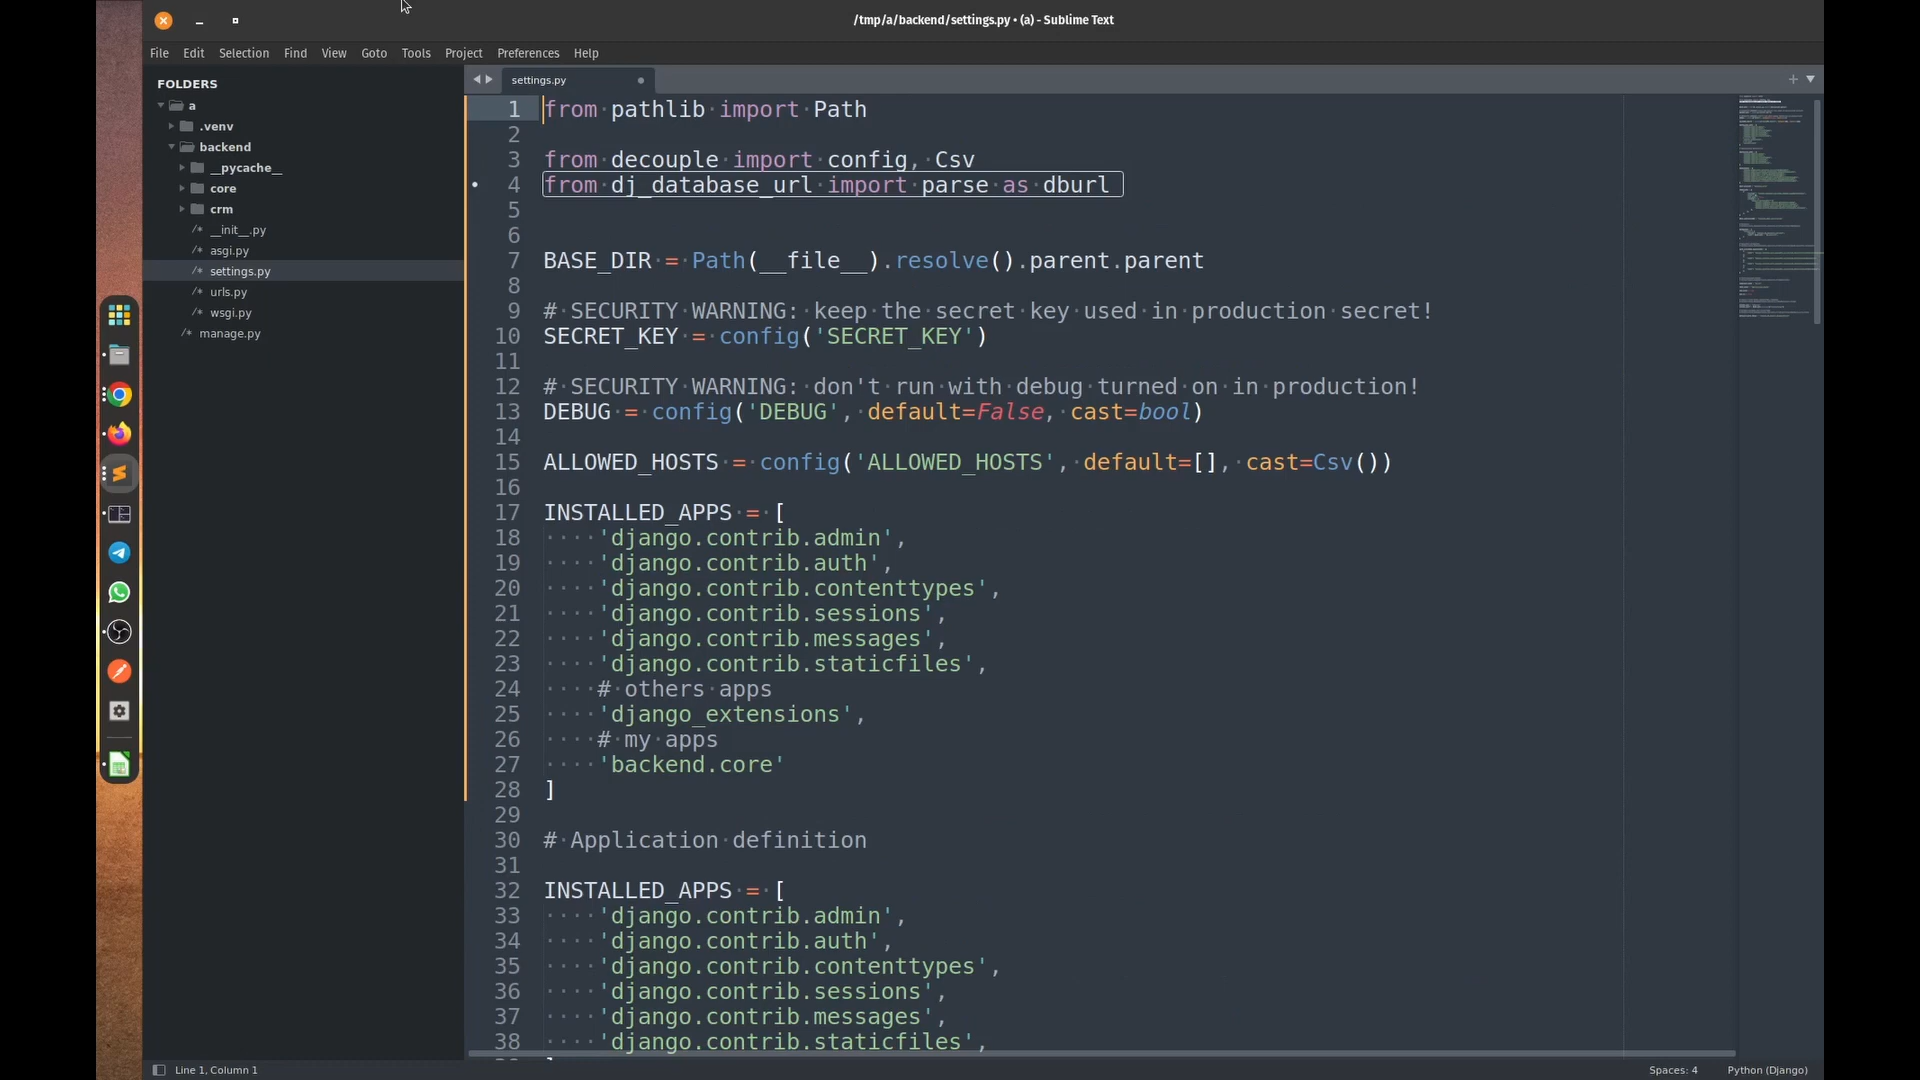 /tmp/a/backend/settings.py • (a) - Sublime Text
File Edit Selection Find View Goto Tools Project Preferences Help
FOLDERS
a
.venv
backend
__pycache__
core
crm
__init__.py
asgi.py
settings.py
urls.py
wsgi.py
manage.py
settings.py
1 from pathlib import Path
2
3 from decouple import config, Csv
4 from dj_database_url import parse as dburl
5
6
7 BASE_DIR = Path(__file__).resolve().parent.parent
8
9 # SECURITY WARNING: keep the secret key used in production secret!
10 SECRET_KEY = config('SECRET_KEY')
11
12 # SECURITY WARNING: don't run with debug turned on in production!
13 DEBUG = config('DEBUG', default=False, cast=bool)
14
15 ALLOWED_HOSTS = config('ALLOWED_HOSTS', default=[], cast=Csv())
16
17 INSTALLED_APPS = [
18 'django.contrib.admin',
19 'django.contrib.auth',
20 'django.contrib.contenttypes',
21 'django.contrib.sessions',
22 'django.contrib.messages',
23 'django.contrib.staticfiles',
24 # others apps
25 'django_extensions',
26 # my apps
27 'backend.core'
28 ]
29
30 # Application definition
31
32 INSTALLED_APPS = [
33 'django.contrib.admin',
34 'django.contrib.auth',
35 'django.contrib.contenttypes',
36 'django.contrib.sessions',
37 'django.contrib.messages',
38 'django.contrib.staticfiles',
Line 1, Column 1
Spaces: 4 Python (Django)